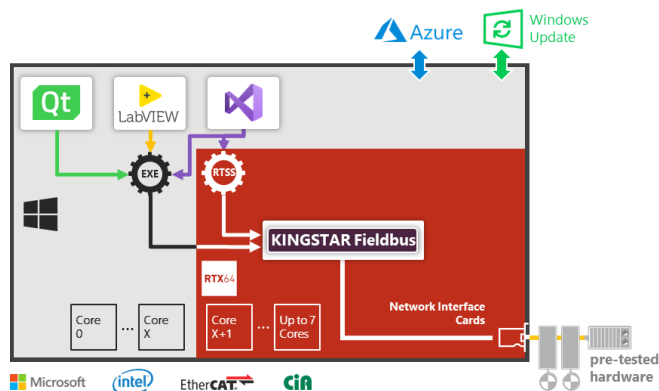 Azure
Windows
Update
Qt
LabVIEW
EXE
RTSS
KINGSTAR Fieldbus
RTX64
Core
0
...
Core
X
Core
X+1
...
Up to 7
Cores
Network Interface
Cards
pre-tested
hardware
Microsoft
intel
EtherCAT
CiA